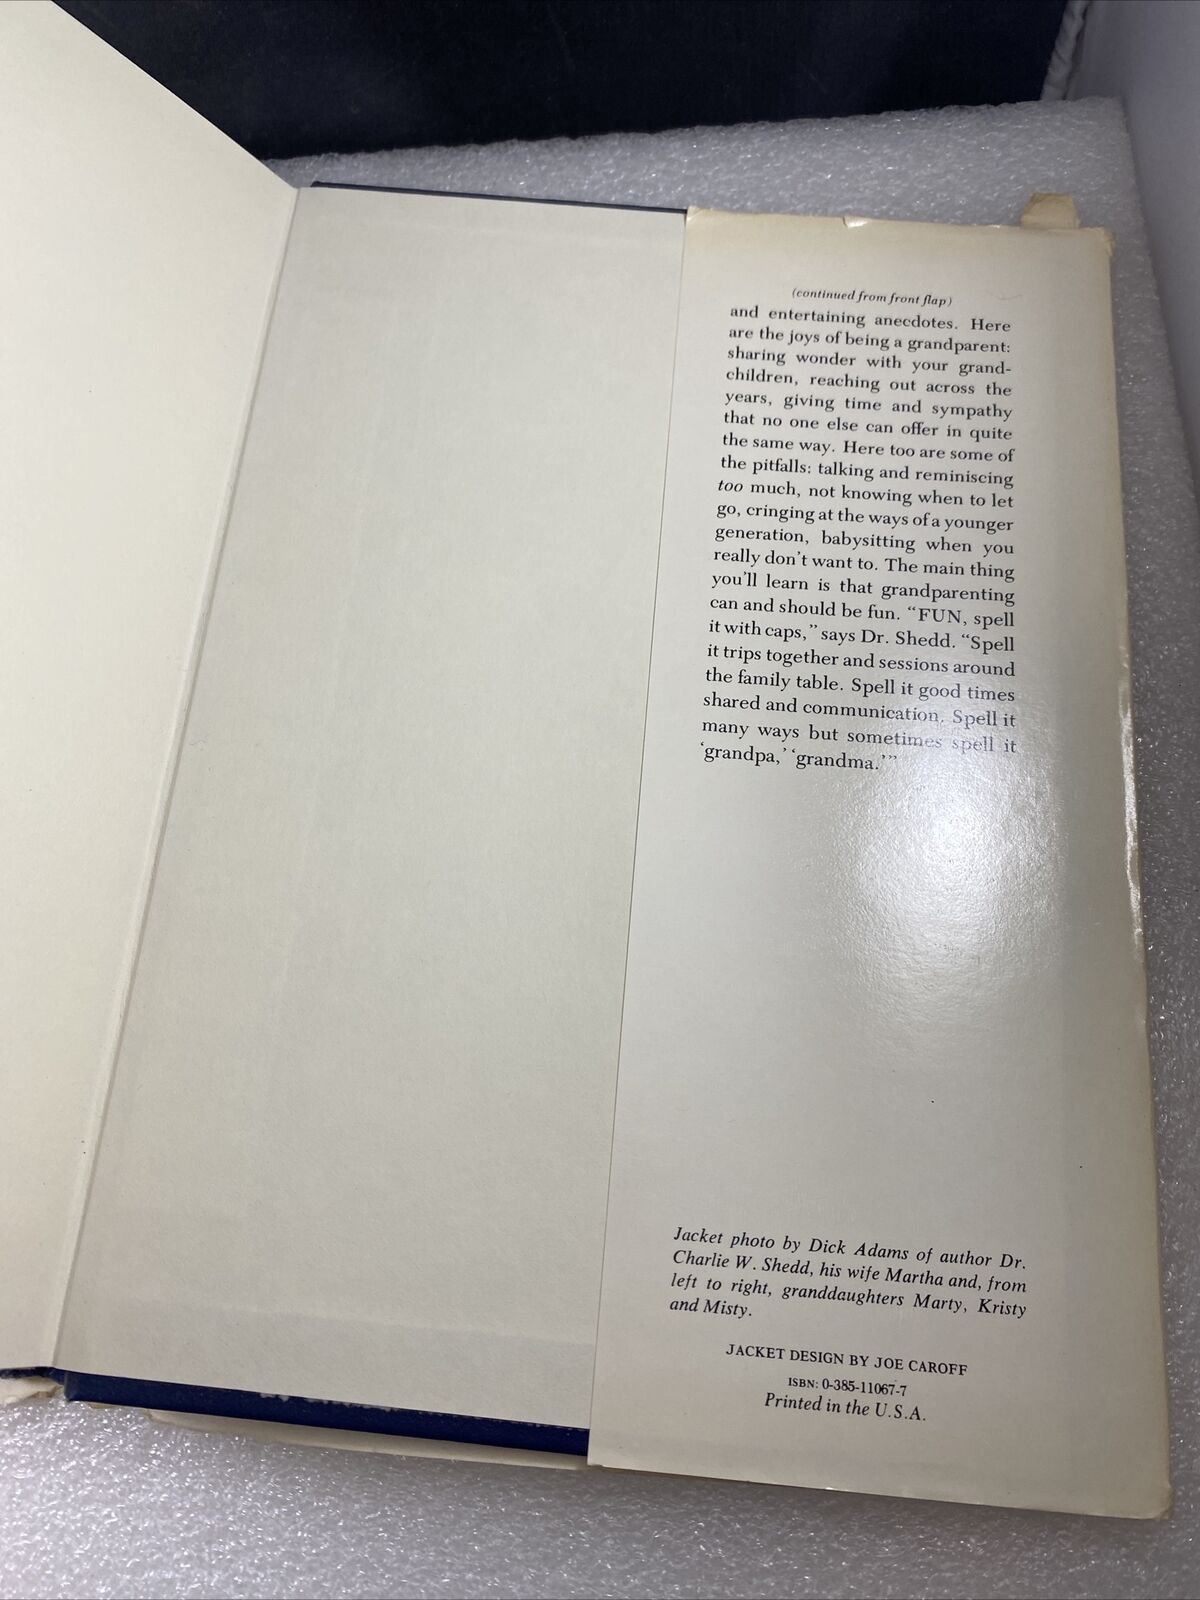 (continued from front flap)
and entertaining anecdotes. Here
are the joys of being a grandparent:
sharing wonder with your grand-
children, reaching out across the
years, giving time and sympathy
that no one else can offer in quite
the same way. Here too are some of
the pitfalls: talking and reminiscing
too much, not knowing when to let
go, cringing at the ways of a younger
generation, babysitting when you
really don't want to. The main thing
you'll learn is that grandparenting
can and should be fun. “FUN, spell
it with caps,” says Dr. Shedd. “Spell
it trips together and sessions around
the family table. Spell it good times
shared and communication. Spell it
many ways but sometimes spell it
‘grandpa,’ ‘grandma.’”
Jacket photo by Dick Adams of author Dr.
Charlie W. Shedd, his wife Martha and, from
left to right, granddaughters Marty, Kristy
and Misty.
JACKET DESIGN BY JOE CAROFF
ISBN: 0-385-11067-7
Printed in the U.S.A.